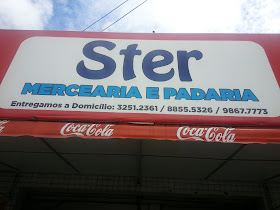 Ster
MERCEARIA E PADARIA
Entregamos a Domicílio: 3251.2361 / 8855.5326 / 9867.7773
Coca-Cola Coca-Cola